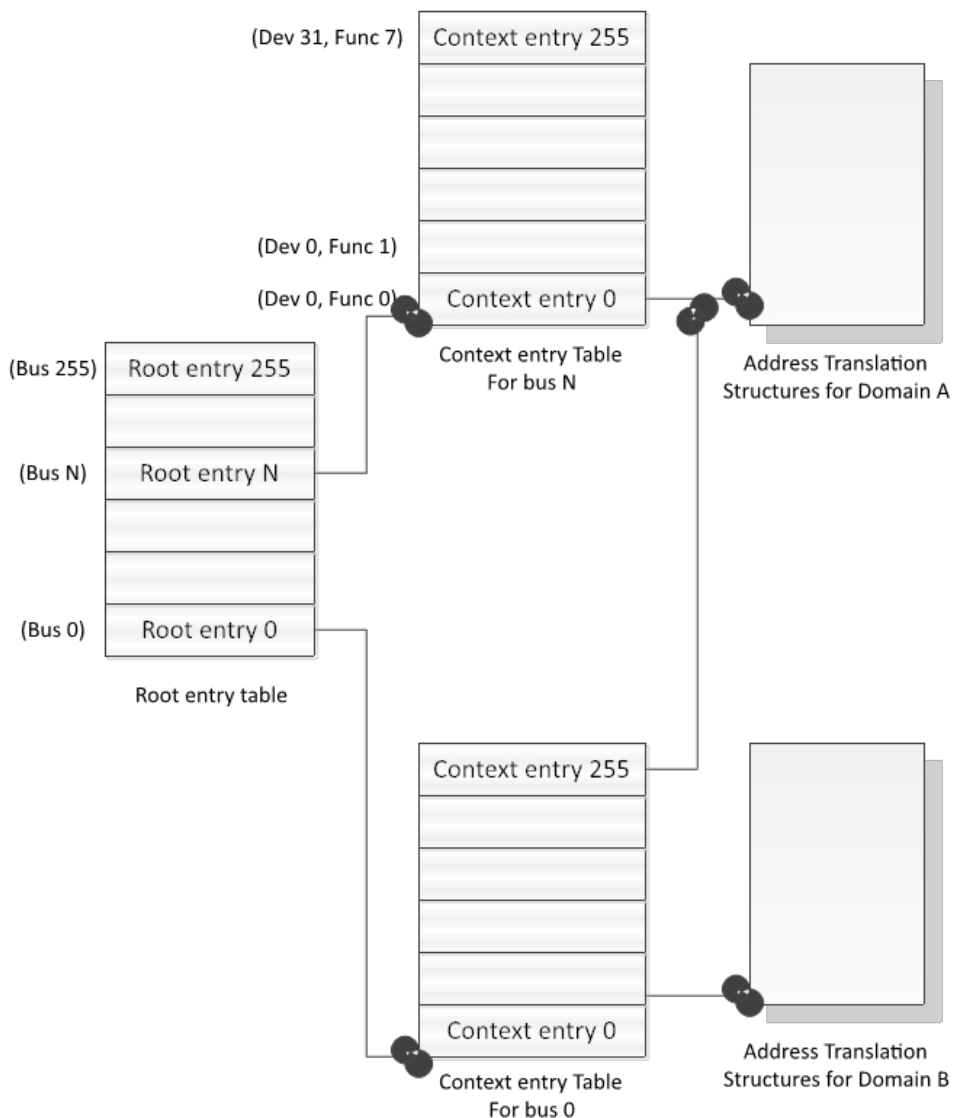 (Dev 31, Func 7)
Context entry 255
(Dev 0, Func 1)
(Dev 0, Func 0)
Context entry 0
Context entry Table
For bus N
Address Translation
Structures for Domain A
(Bus 255)
Root entry 255
(Bus N)
Root entry N
(Bus 0)
Root entry 0
Root entry table
Context entry 255
Context entry 0
Context entry Table
For bus 0
Address Translation
Structures for Domain B